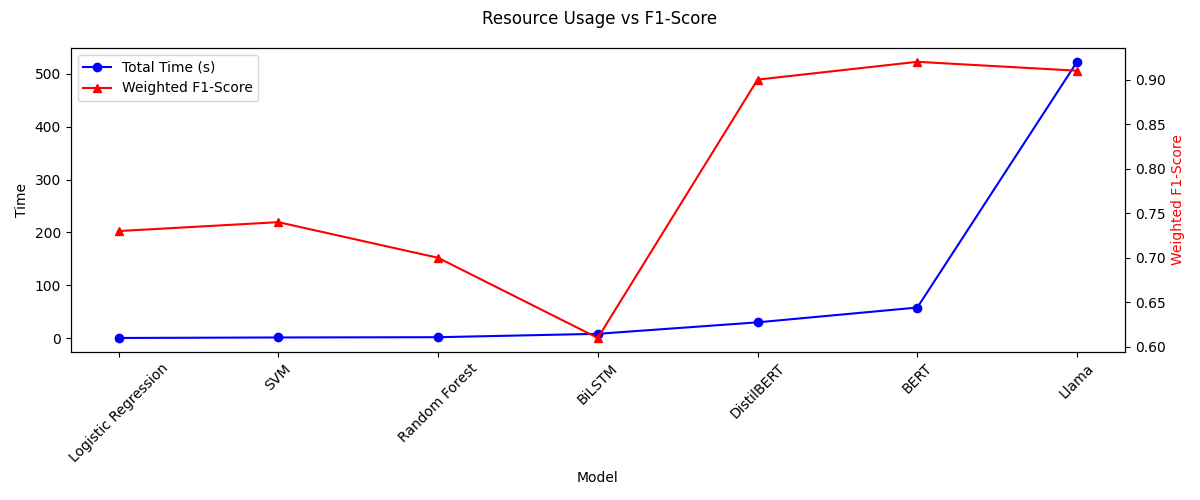 Resource Usage vs F1-Score
Total Time (s)
Weighted F1-Score
Time
500
400
300
200
100
0
0.90
0.85
0.80
0.75
0.70
0.65
0.60
Weighted F1-Score
Logistic Regression
SVM
Random Forest
BiLSTM
DistilBERT
BERT
Llama
Model